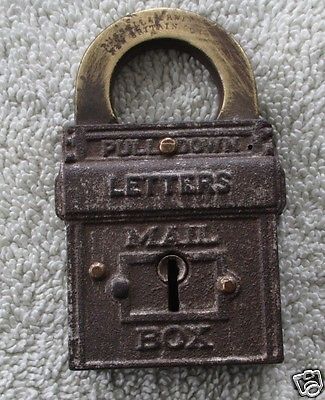 PULL DOWN
LETTERS
MAIL
BOX